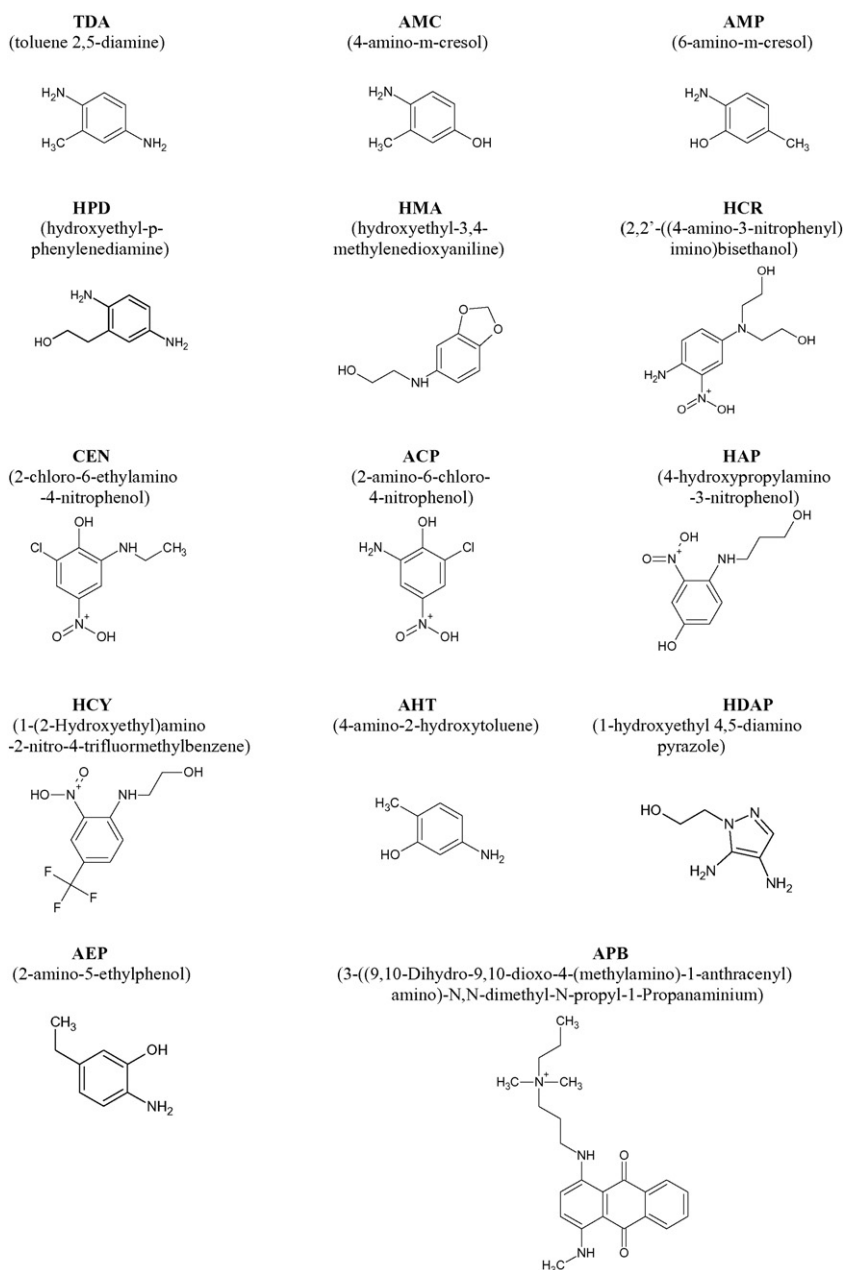 TDA
(toluene 2,5-diamine)
H₂N
H₃C
NH₂
AMC
(4-amino-m-cresol)
H₂N
H₃C
OH
AMP
(6-amino-m-cresol)
H₂N
HO
CH₃
HPD
(hydroxyethyl-p-
phenylenediamine)
H₂N
HO
NH₂
HMA
(hydroxyethyl-3,4-
methylenedioxyaniline)
O
O
HO
NH
HCR
(2,2’-((4-amino-3-nitrophenyl)
imino)bisethanol)
OH
N
OH
H₂N
N⁺
O
OH
CEN
(2-chloro-6-ethylamino
-4-nitrophenol)
OH
Cl
NH
CH₃
N⁺
O
OH
ACP
(2-amino-6-chloro-
4-nitrophenol)
OH
H₂N
Cl
N⁺
O
OH
HAP
(4-hydroxypropylamino
-3-nitrophenol)
OH
OH
O
N⁺
NH
HO
HCY
(1-(2-Hydroxyethyl)amino
-2-nitro-4-trifluormethylbenzene)
O
OH
HO
N⁺
NH
F
F
F
AHT
(4-amino-2-hydroxytoluene)
H₃C
HO
NH₂
HDAP
(1-hydroxyethyl 4,5-diamino
pyrazole)
HO
N
N
H₂N
NH₂
AEP
(2-amino-5-ethylphenol)
CH₃
OH
NH₂
APB
(3-((9,10-Dihydro-9,10-dioxo-4-(methylamino)-1-anthracenyl)
amino)-N,N-dimethyl-N-propyl-1-Propanaminium)
CH₃
H₃C
N⁺
CH₃
NH
O
NH
O
H₃C